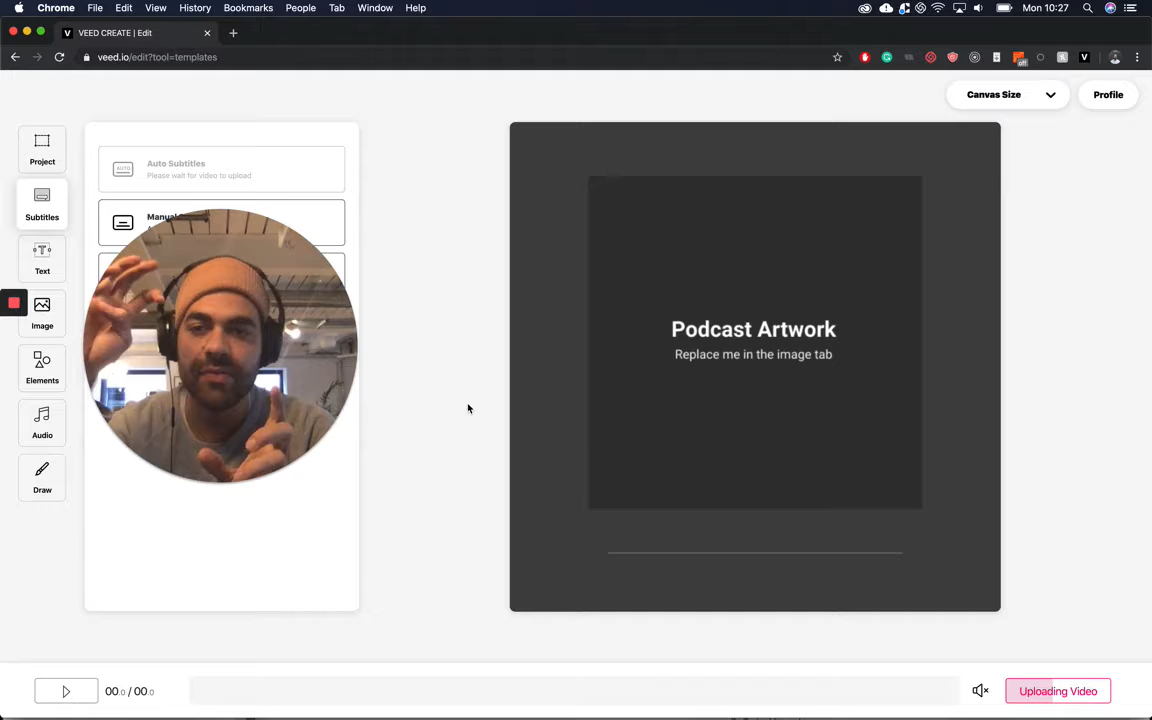 Chrome File Edit View History Bookmarks People Tab Window Help Mon 10:27
VEED CREATE | Edit
veed.io/edit?tool=templates
off
Canvas Size
Profile
Project
Subtitles
Text
Image
Elements
Audio
Draw
AUTO
Auto Subtitles
Please wait for video to upload
Podcast Artwork
Replace me in the image tab
00.0 / 00.0
Uploading Video